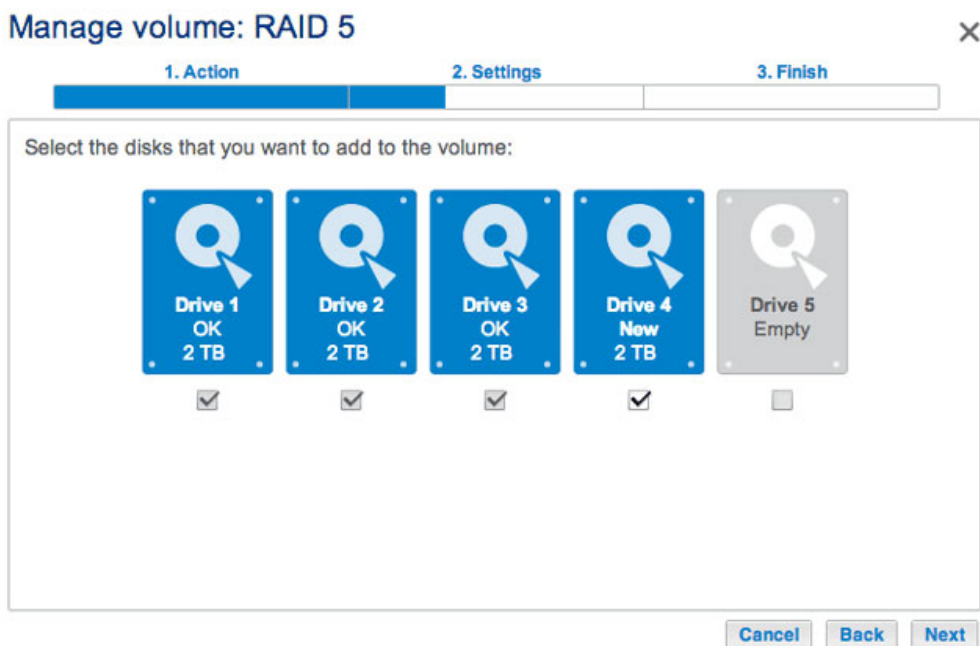 Manage volume: RAID 5
1. Action 2. Settings 3. Finish
Select the disks that you want to add to the volume:
Drive 1
OK
2 TB
Drive 2
OK
2 TB
Drive 3
OK
2 TB
Drive 4
New
2 TB
Drive 5
Empty
Cancel Back Next